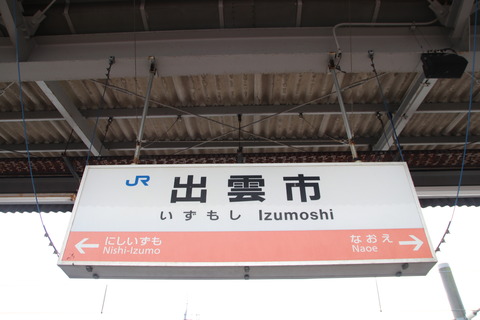 JR 出雲市
いずもし Izumoshi
← にしいずも なおえ →
Nishi-Izumo Naoe